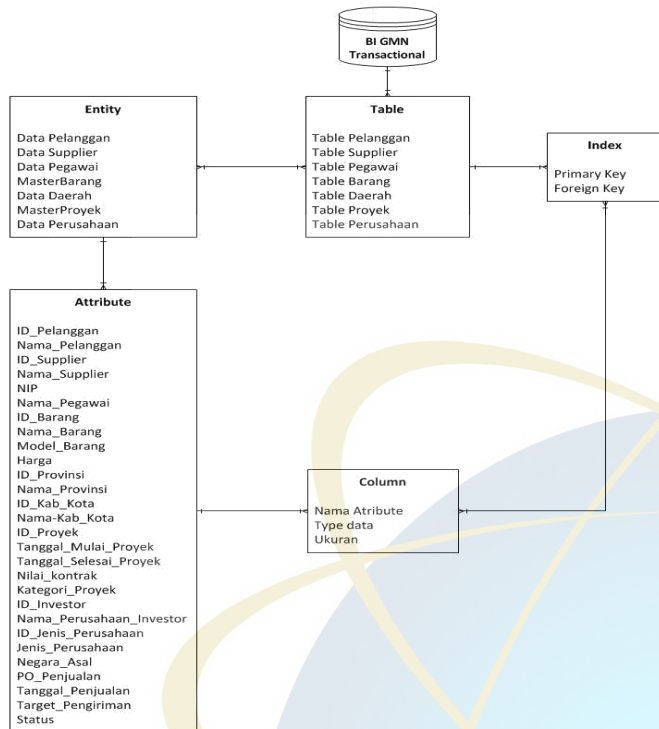 BI GMN
Transactional
Entity
Data Pelanggan
Data Supplier
Data Pegawai
MasterBarang
Data Daerah
MasterProyek
Data Perusahaan
Table
Table Pelanggan
Table Supplier
Table Pegawai
Table Barang
Table Daerah
Table Proyek
Table Perusahaan
Index
Primary Key
Foreign Key
Attribute
ID_Pelanggan
Nama_Pelanggan
ID_Supplier
Nama_Supplier
NIP
Nama_Pegawai
ID_Barang
Nama_Barang
Model_Barang
Harga
ID_Provinsi
Nama_Provinsi
ID_Kab_Kota
Nama-Kab_Kota
ID_Proyek
Tanggal_Mulai_Proyek
Tanggal_Selesai_Proyek
Nilai_kontrak
Kategori_Proyek
ID_Investor
Nama_Perusahaan_Investor
ID_Jenis_Perusahaan
Jenis_Perusahaan
Negara_Asal
PO_Penjualan
Tanggal_Penjualan
Target_Pengiriman
Status
Column
Nama Atribute
Type data
Ukuran